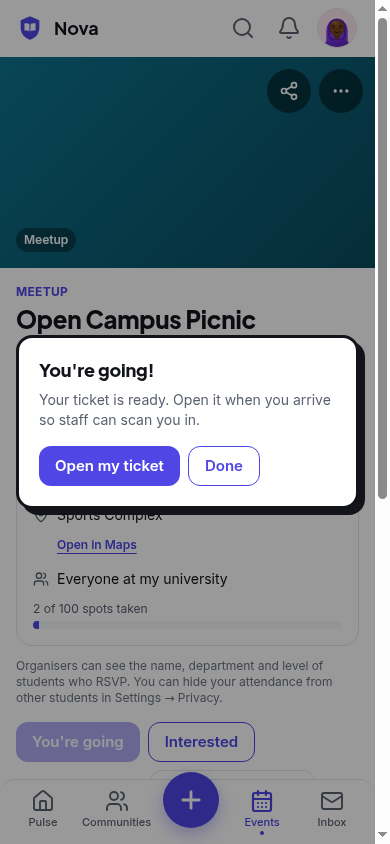 Nova
Meetup
MEETUP
Open Campus Picnic
You're going!
Your ticket is ready. Open it when you arrive
so staff can scan you in.
Open my ticket
Done
Sports Complex
Open in Maps
Everyone at my university
2 of 100 spots taken
Organisers can see the name, department and level of
students who RSVP. You can hide your attendance from
other students in Settings → Privacy.
You're going
Interested
Pulse
Communities
Events
Inbox